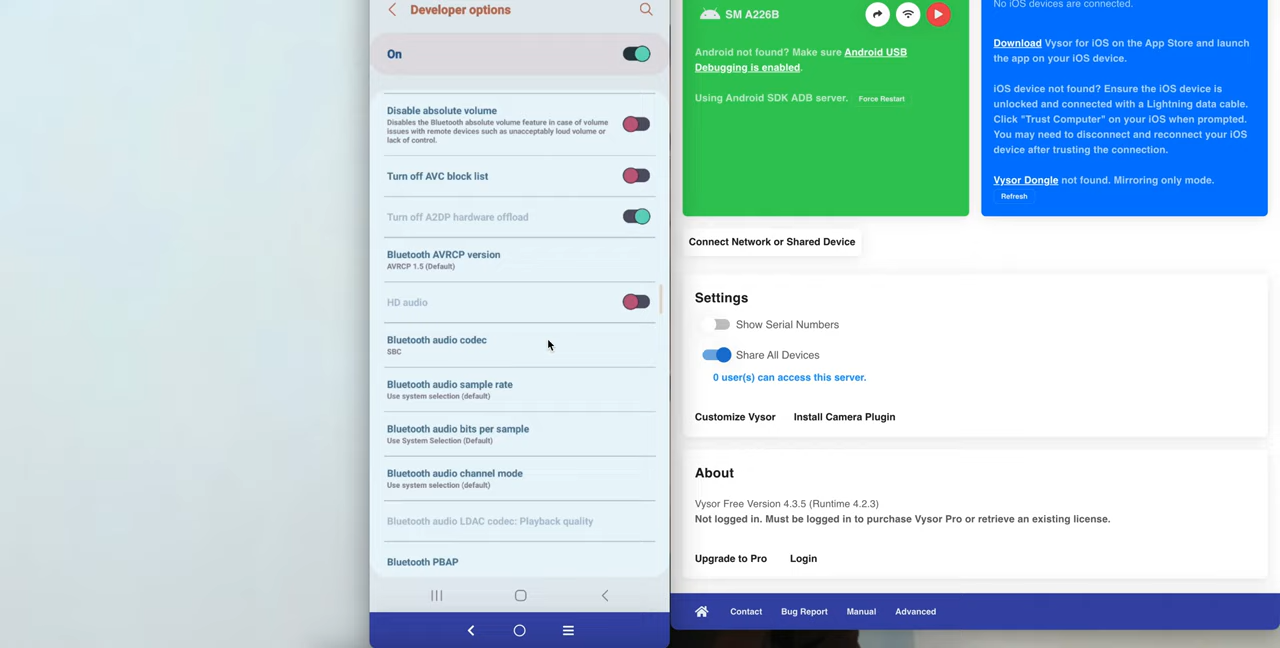 Developer options
On
Disable absolute volume
Disables the Bluetooth absolute volume feature in case of volume
issues with remote devices such as unacceptably loud volume or
lack of control.
Turn off AVC block list
Turn off A2DP hardware offload
Bluetooth AVRCP version
AVRCP 1.5 (Default)
HD audio
Bluetooth audio codec
SBC
Bluetooth audio sample rate
Use system selection (default)
Bluetooth audio bits per sample
Use System Selection (Default)
Bluetooth audio channel mode
Use system selection (default)
Bluetooth audio LDAC codec: Playback quality
Bluetooth PBAP
SM A226B
Android not found? Make sure Android USB
Debugging is enabled.
Using Android SDK ADB server. Force Restart
No iOS devices are connected.
Download Vysor for iOS on the App Store and launch
the app on your iOS device.
iOS device not found? Ensure the iOS device is
unlocked and connected with a Lightning data cable.
Click "Trust Computer" on your iOS when prompted.
You may need to disconnect and reconnect your iOS
device after trusting the connection.
Vysor Dongle not found. Mirroring only mode.
Refresh
Connect Network or Shared Device
Settings
Show Serial Numbers
Share All Devices
0 user(s) can access this server.
Customize Vysor Install Camera Plugin
About
Vysor Free Version 4.3.5 (Runtime 4.2.3)
Not logged in. Must be logged in to purchase Vysor Pro or retrieve an existing license.
Upgrade to Pro Login
Contact Bug Report Manual Advanced